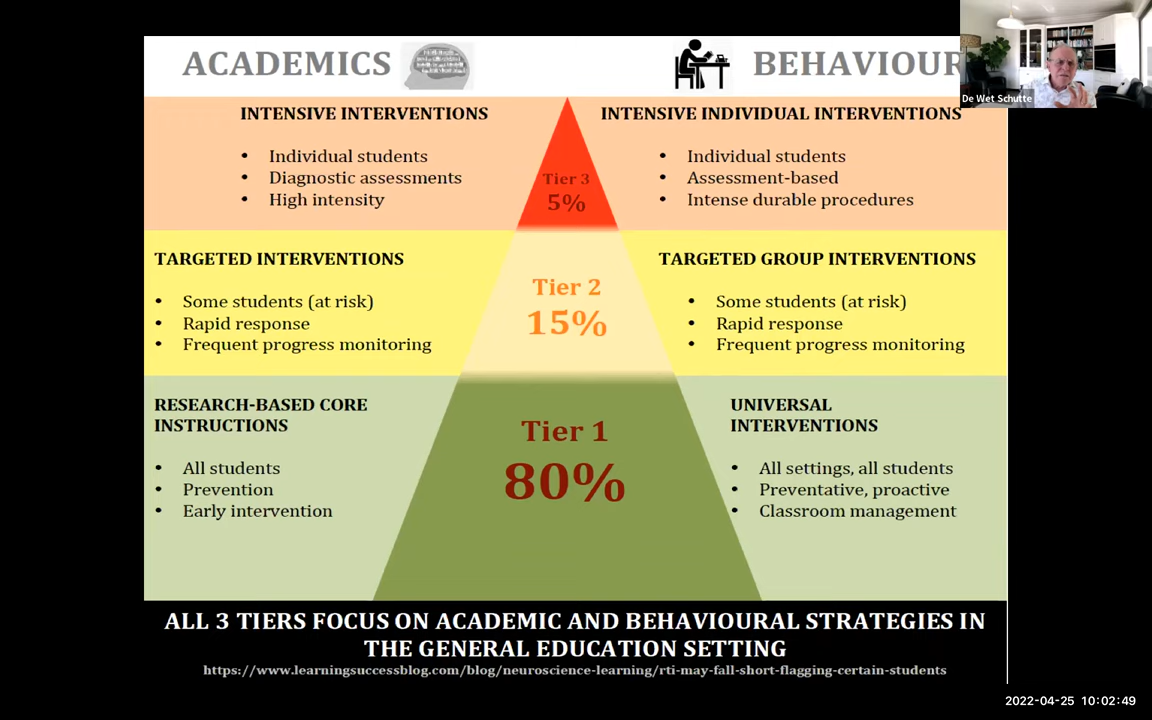 ACADEMICS
BEHAVIOUR
De Wet Schutte
INTENSIVE INTERVENTIONS
• Individual students
• Diagnostic assessments
• High intensity
Tier 3
5%
INTENSIVE INDIVIDUAL INTERVENTIONS
• Individual students
• Assessment-based
• Intense durable procedures
TARGETED INTERVENTIONS
• Some students (at risk)
• Rapid response
• Frequent progress monitoring
Tier 2
15%
TARGETED GROUP INTERVENTIONS
• Some students (at risk)
• Rapid response
• Frequent progress monitoring
RESEARCH-BASED CORE
INSTRUCTIONS
• All students
• Prevention
• Early intervention
Tier 1
80%
UNIVERSAL
INTERVENTIONS
• All settings, all students
• Preventative, proactive
• Classroom management
ALL 3 TIERS FOCUS ON ACADEMIC AND BEHAVIOURAL STRATEGIES IN
THE GENERAL EDUCATION SETTING
https://www.learningsuccessblog.com/blog/neuroscience-learning/rti-may-fall-short-flagging-certain-students
2022-04-25 10:02:49